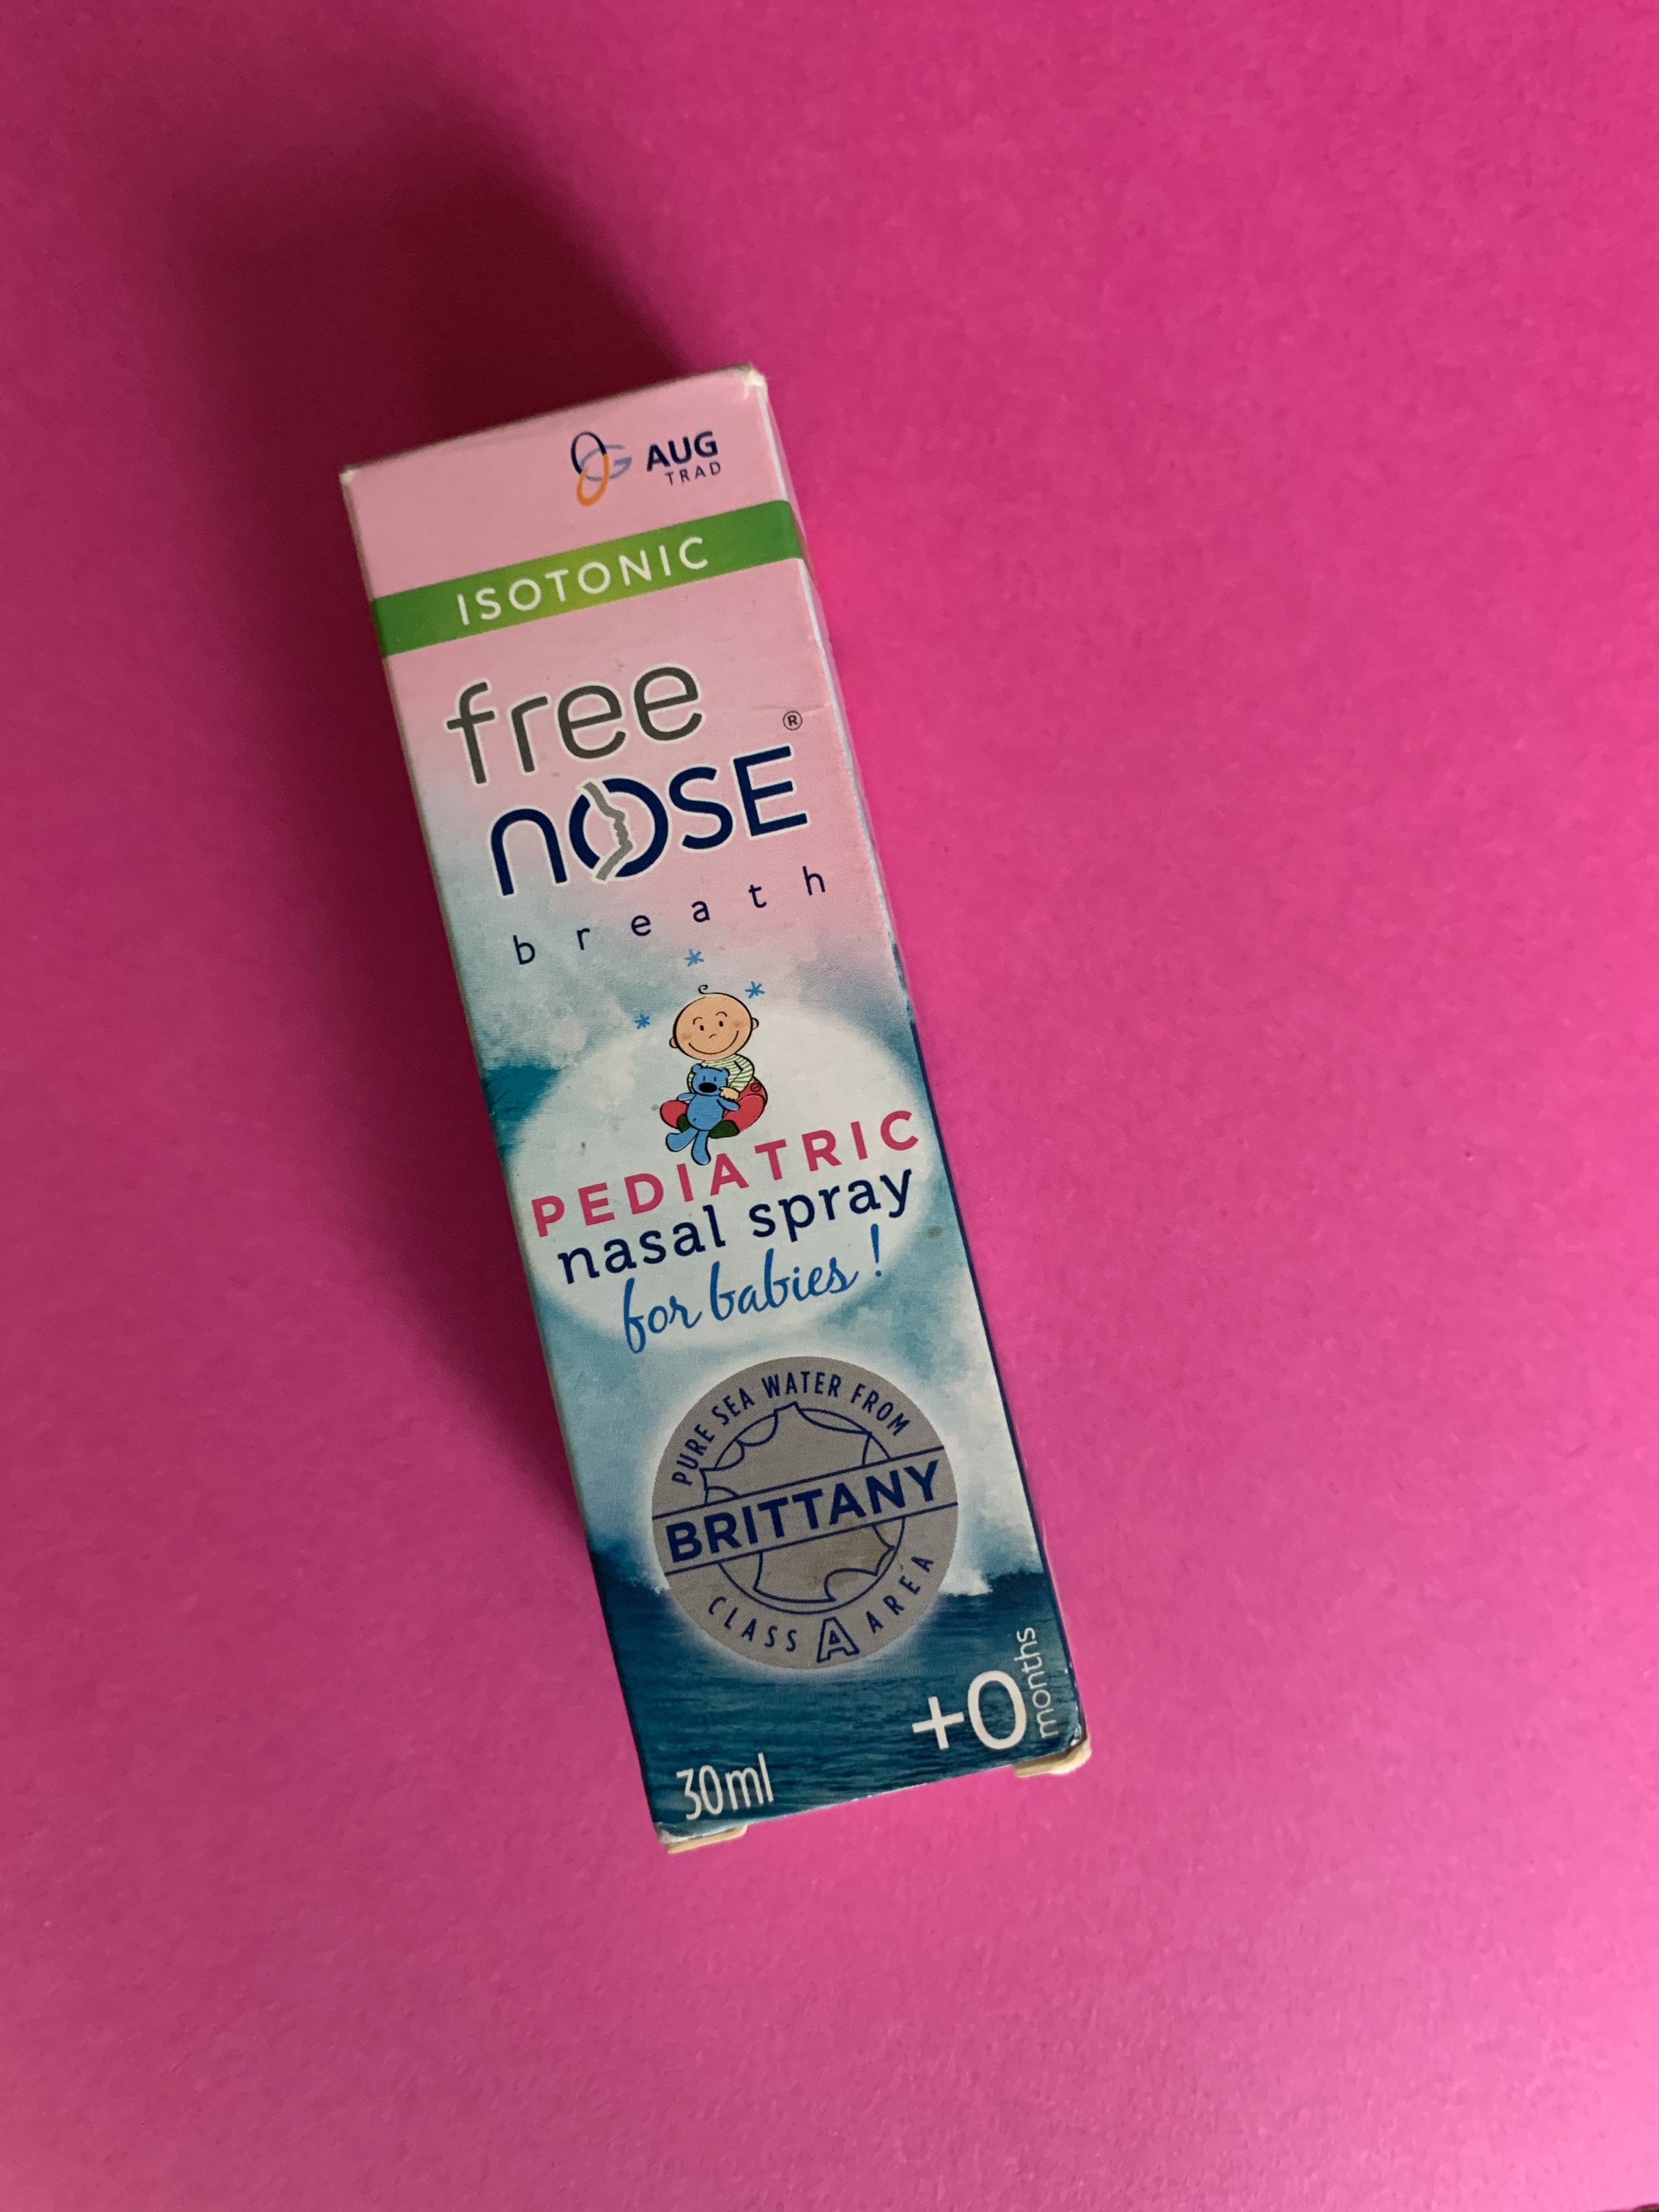 AUG
TRAD
ISOTONIC
free
nOSE®
breath
PEDIATRIC
nasal spray
for babies!
PURE SEA WATER FROM
BRITTANY
CLASS A AREA
+0 months
30ml